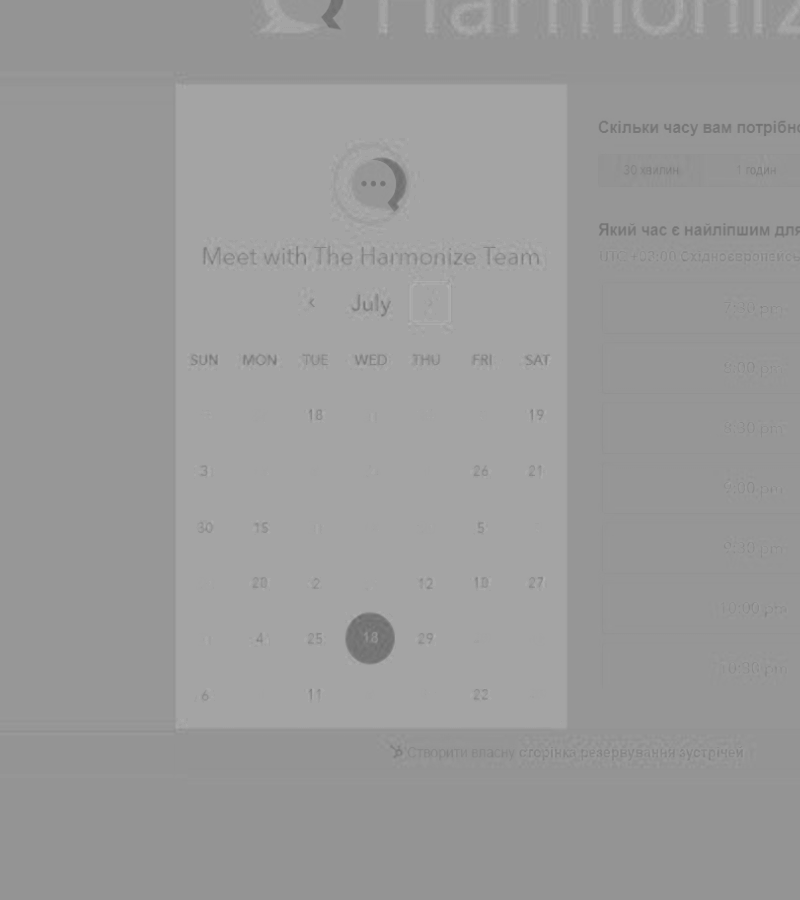 Harmoniz
Meet with The Harmonize Team
‹ July ›
SUN MON TUE WED THU FRI SAT
18 19
3 26 21
30 15 5
28 2 12 18 27
4 25 18 29
6 11 22
Скільки часу вам потрібно
30 хвилин 1 годин
Який час є найліпшим для
UTC +02:00 Східноєвропейсь
7:30 pm
8:00 pm
8:30 pm
9:00 pm
9:30 pm
10:00 pm
10:30 pm
Створити власну сторінка резервування зустрічей